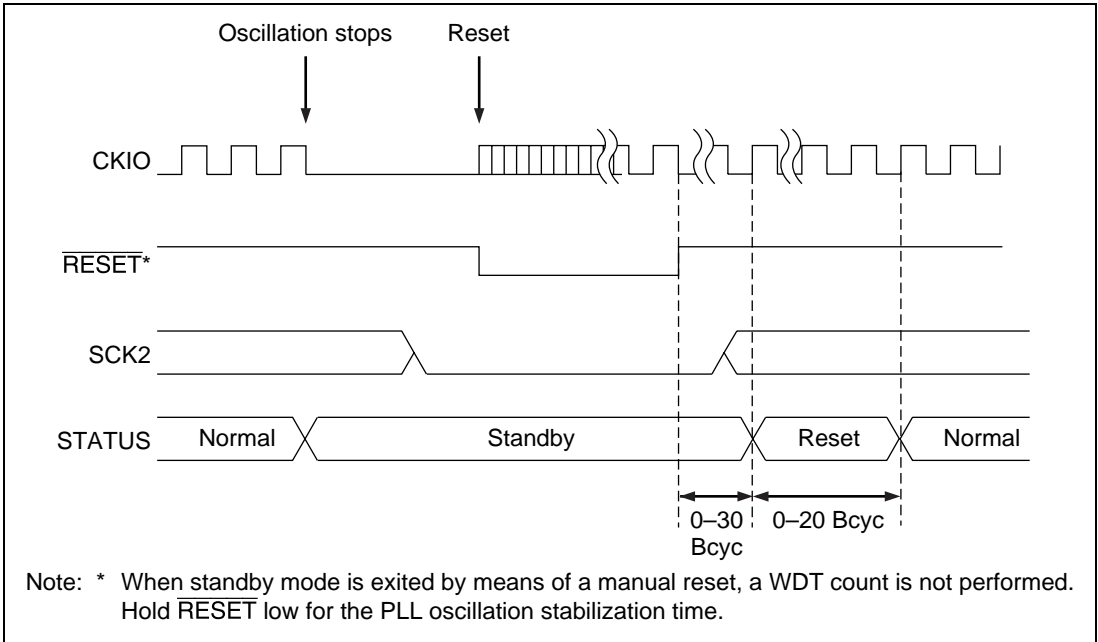 Oscillation stops Reset
CKIO
RESET*
SCK2
STATUS Normal Standby Reset Normal
0–30 0–20 Bcyc
Bcyc
Note: * When standby mode is exited by means of a manual reset, a WDT count is not performed.
Hold RESET low for the PLL oscillation stabilization time.